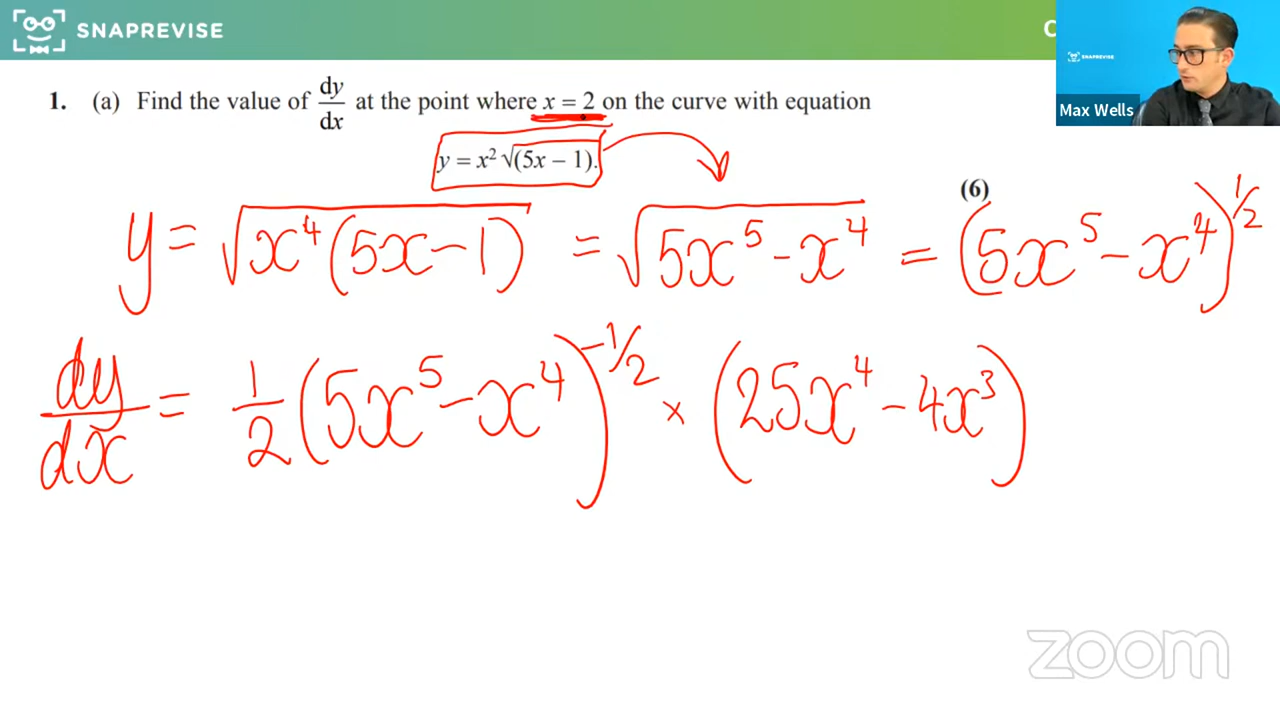 SNAPREVISE
C
SNAPREVISE
Max Wells
1. (a) Find the value of dy/dx at the point where x = 2 on the curve with equation
y = x² √(5x − 1).
(6)
y = √(x⁴(5x − 1)) = √(5x⁵ − x⁴) = (5x⁵ − x⁴)^1/2
dy/dx = 1/2 (5x⁵ − x⁴)^−1/2 × (25x⁴ − 4x³)
zoom